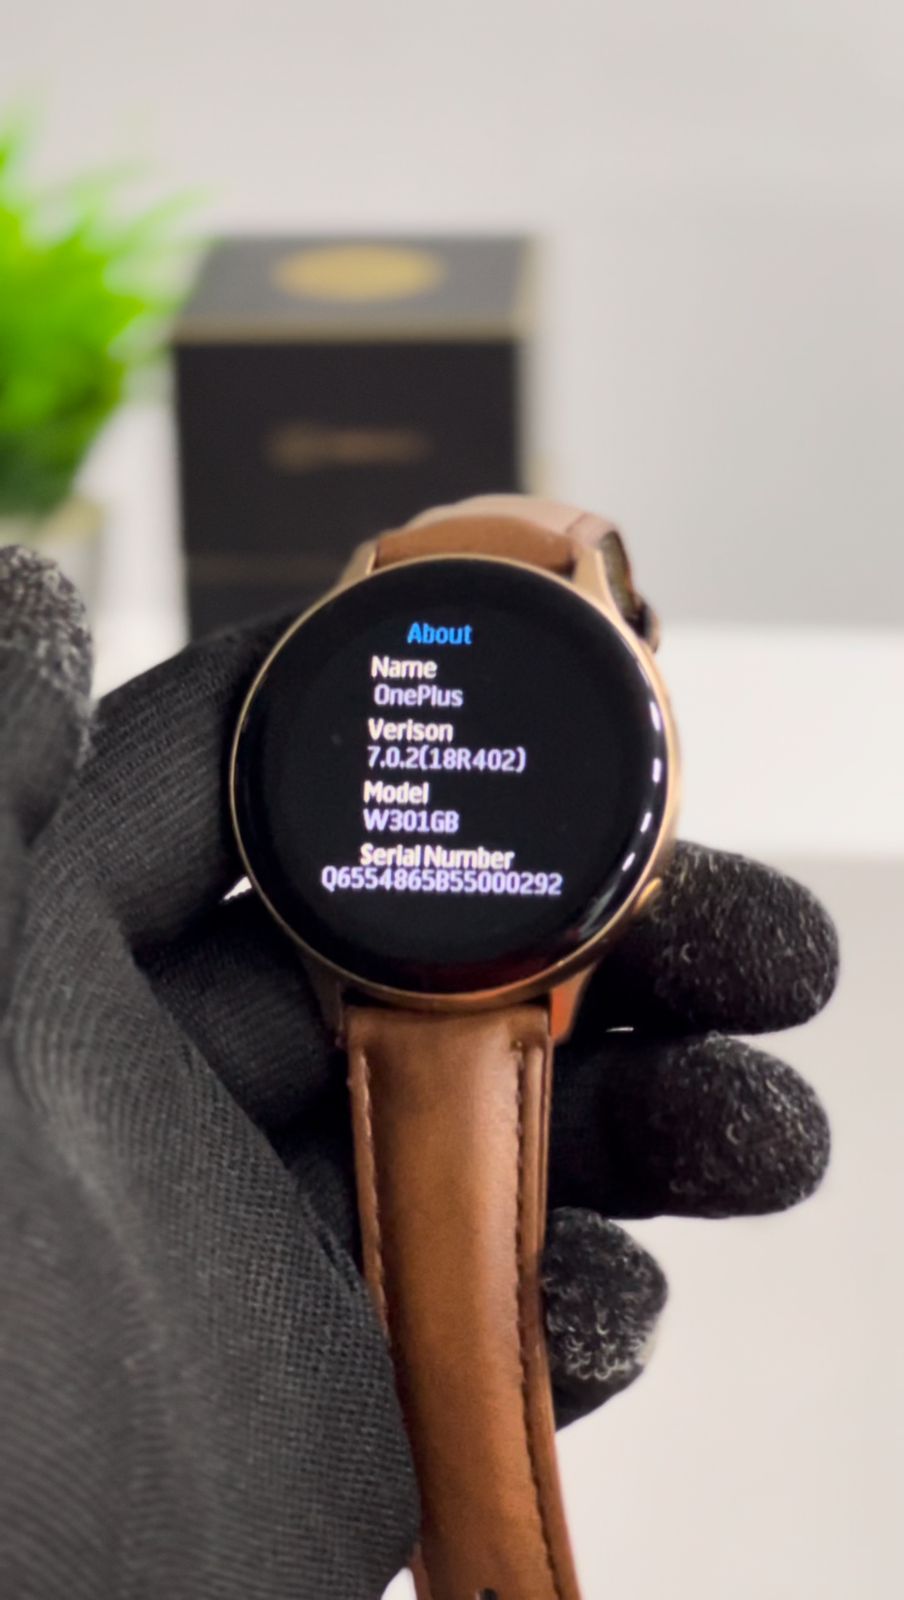 About
Name
OnePlus
Verison
7.0.2(18R402)
Model
W301GB
Serial Number
Q6554865B55000292